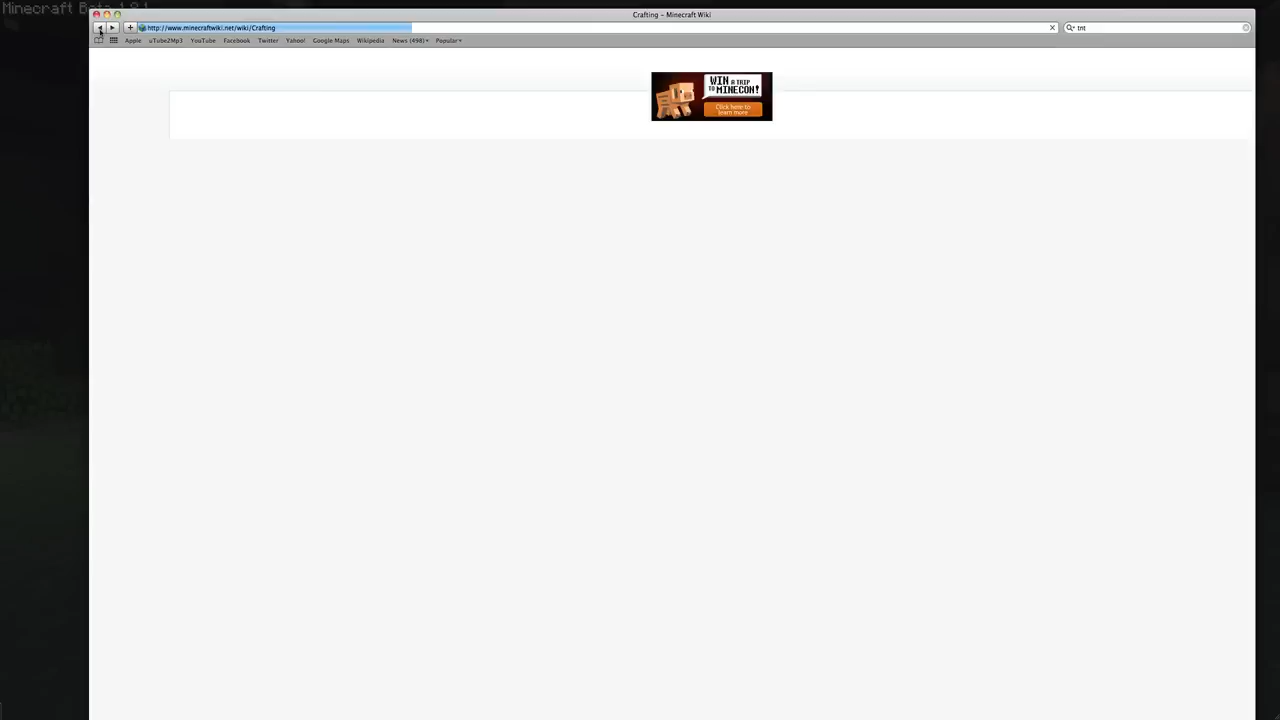 Minecraft Beta 1.8.1
Crafting – Minecraft Wiki
http://www.minecraftwiki.net/wiki/Crafting
tnt
Apple uTube2Mp3 YouTube Facebook Twitter Yahoo! Google Maps Wikipedia News (498) Popular
WIN A TRIP
TO MINECON!
Click here to
learn more